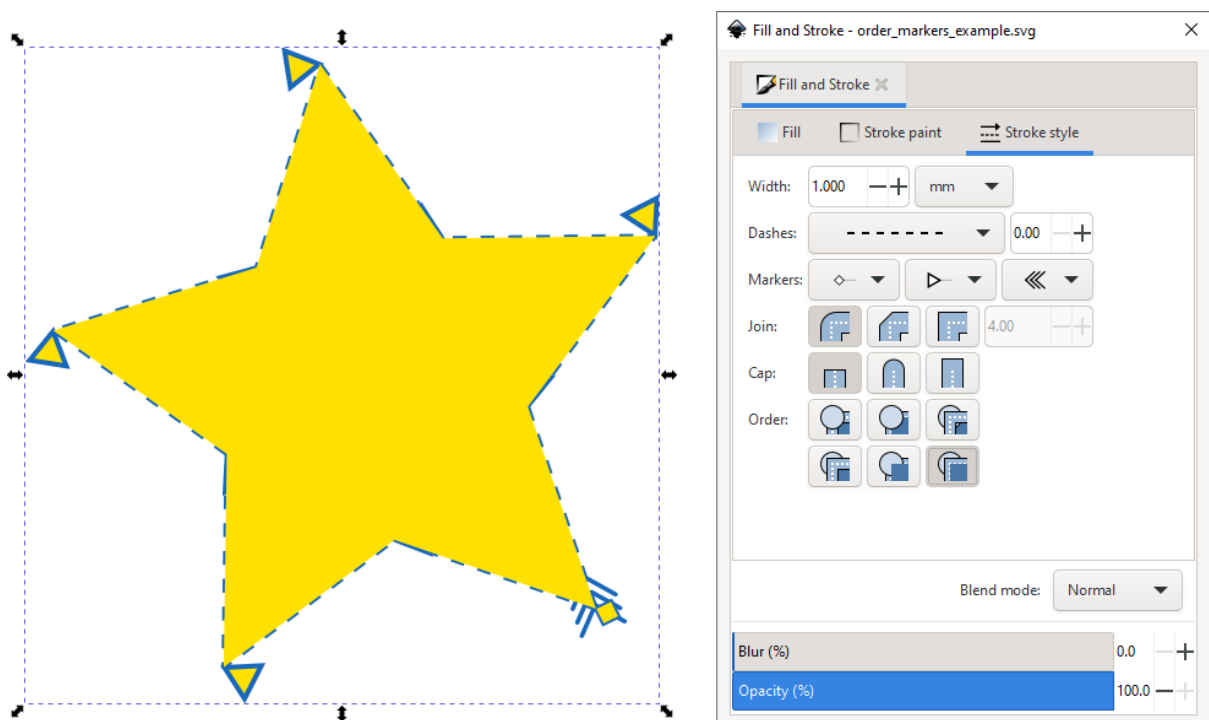 Fill and Stroke - order_markers_example.svg
Fill and Stroke
Fill Stroke paint Stroke style
Width: 1.000 mm
Dashes: 0.00
Markers:
Join: 4.00
Cap:
Order:
Blend mode: Normal
Blur (%) 0.0
Opacity (%) 100.0